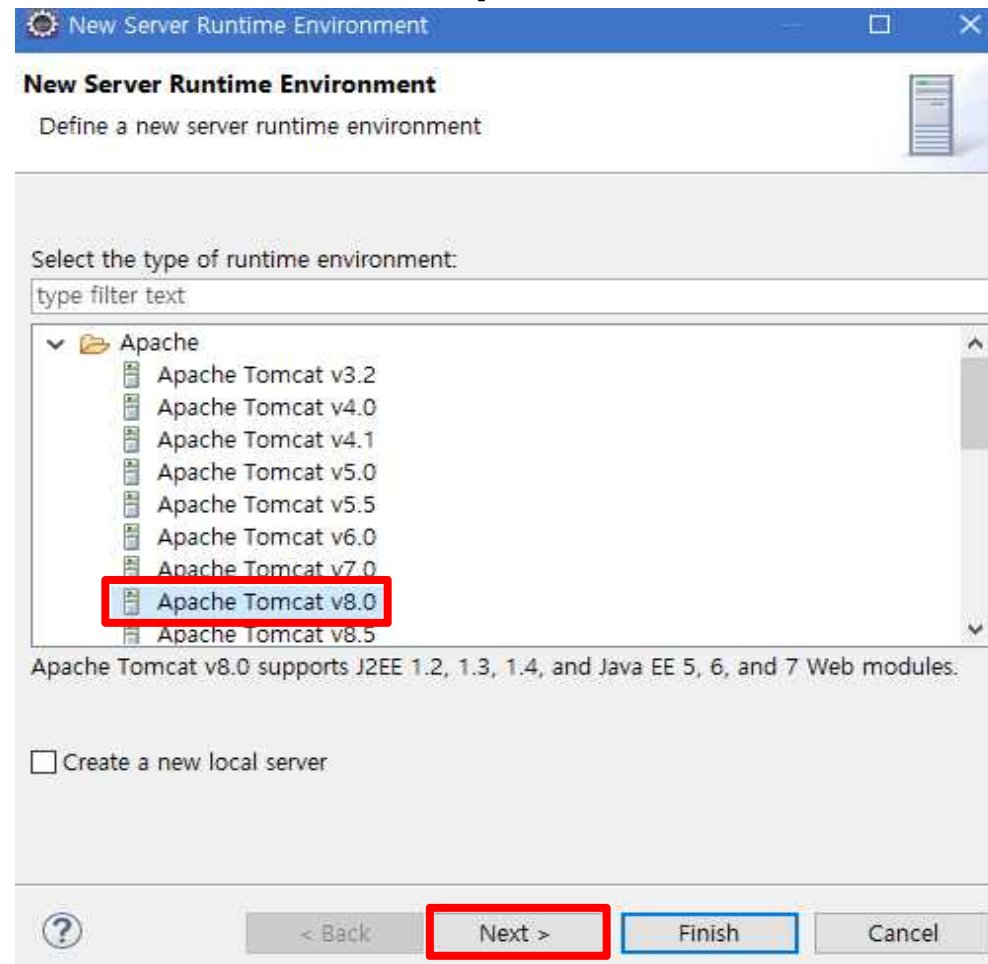 New Server Runtime Environment
New Server Runtime Environment
Define a new server runtime environment
Select the type of runtime environment:
type filter text
Apache
Apache Tomcat v3.2
Apache Tomcat v4.0
Apache Tomcat v4.1
Apache Tomcat v5.0
Apache Tomcat v5.5
Apache Tomcat v6.0
Apache Tomcat v7.0
Apache Tomcat v8.0
Apache Tomcat v8.5
Apache Tomcat v8.0 supports J2EE 1.2, 1.3, 1.4, and Java EE 5, 6, and 7 Web modules.
Create a new local server
? < Back Next > Finish Cancel